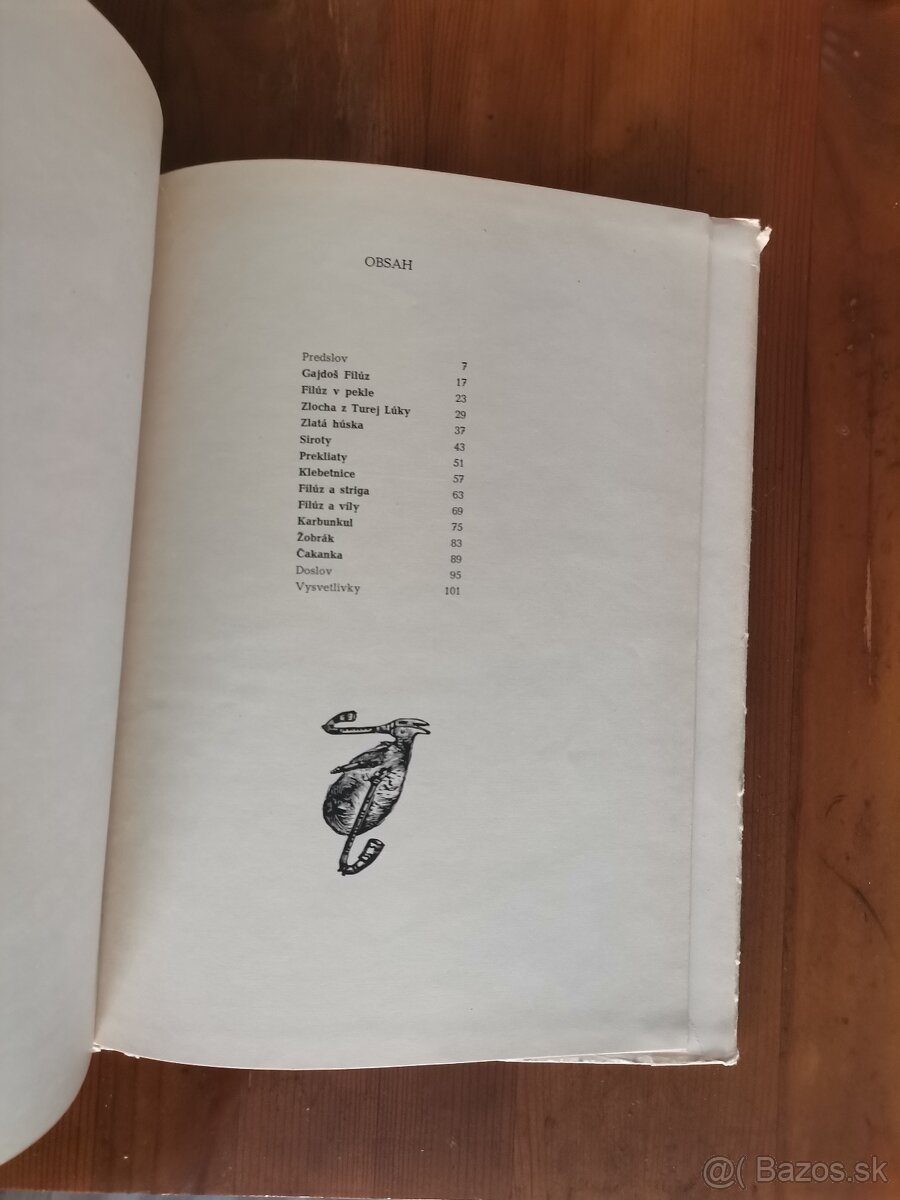 OBSAH
Predslov 7
Gajdoš Filúz 17
Filúz v pekle 23
Zlocha z Turej Lúky 29
Zlatá húska 37
Siroty 43
Prekliaty 51
Klebetnice 57
Filúz a striga 63
Filúz a víly 69
Karbunkul 75
Žobrák 83
Čakanka 89
Doslov 95
Vysvetlivky 101
@( Bazos.sk